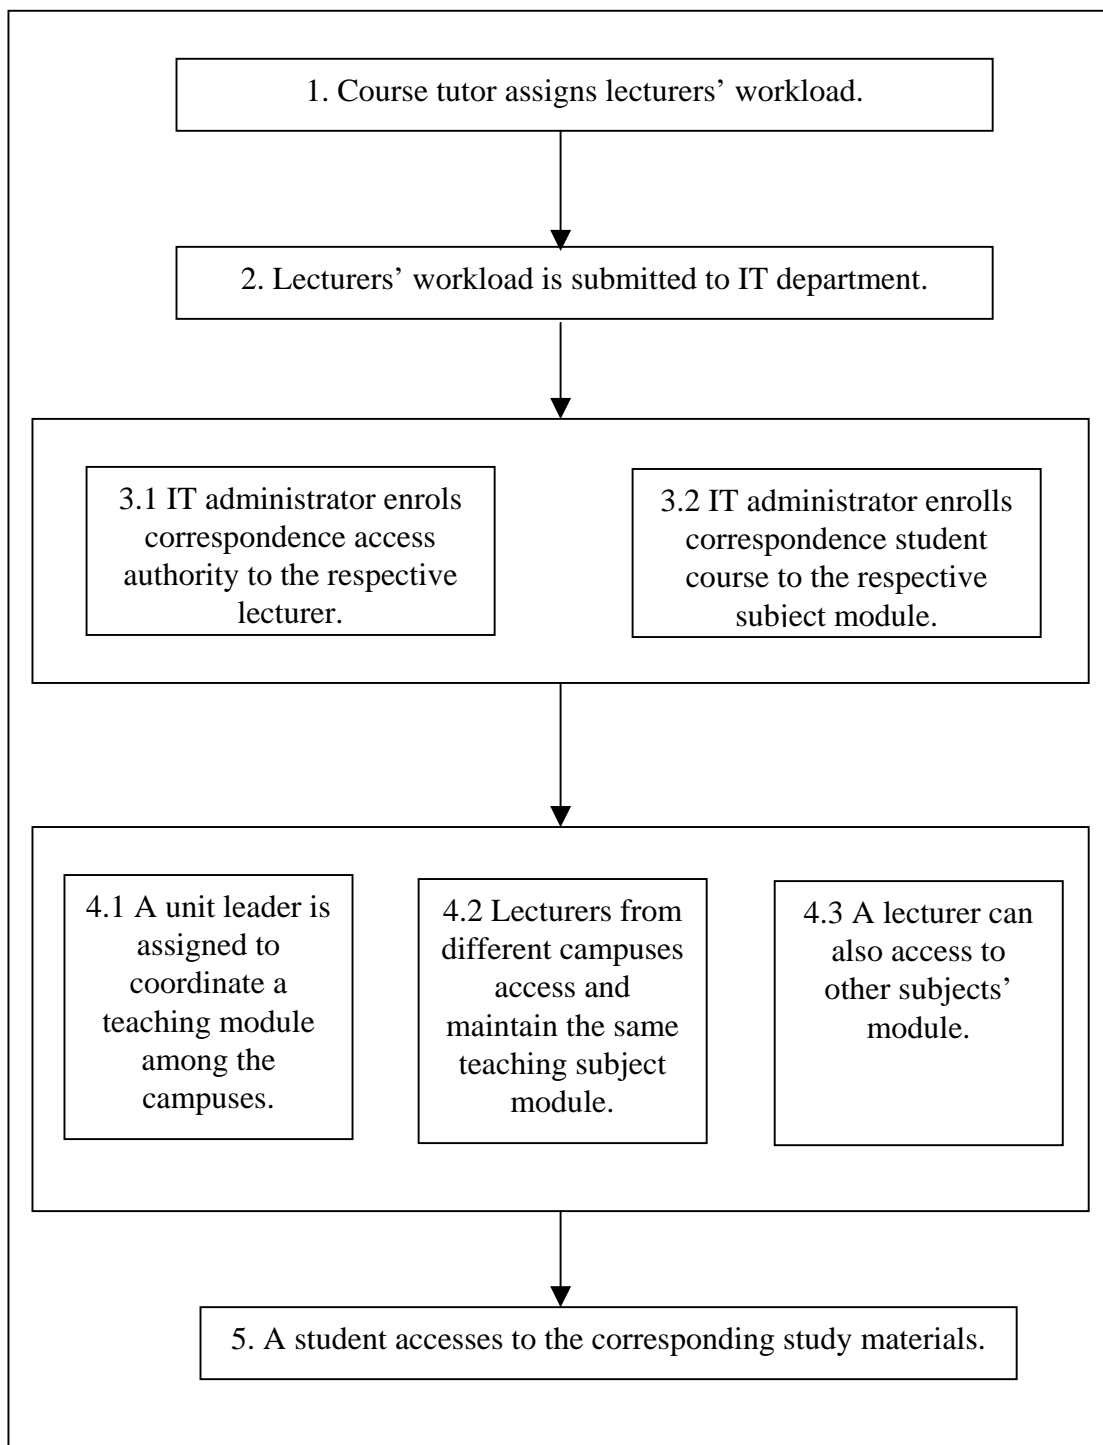 1. Course tutor assigns lecturers’ workload.
2. Lecturers’ workload is submitted to IT department.
3.1 IT administrator enrols
correspondence access
authority to the respective
lecturer.
3.2 IT administrator enrolls
correspondence student
course to the respective
subject module.
4.1 A unit leader is
assigned to
coordinate a
teaching module
among the
campuses.
4.2 Lecturers from
different campuses
access and
maintain the same
teaching subject
module.
4.3 A lecturer can
also access to
other subjects’
module.
5. A student accesses to the corresponding study materials.